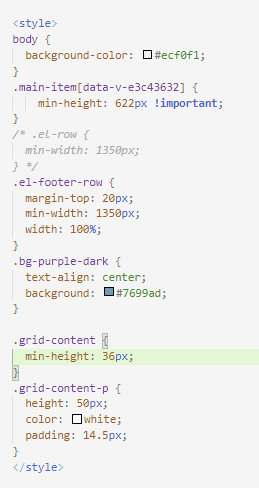 <style>
body {
background-color: #ecf0f1;
}
.main-item[data-v-e3c43632] {
min-height: 622px !important;
}
/* .el-row {
min-width: 1350px;
} */
.el-footer-row {
margin-top: 20px;
min-width: 1350px;
width: 100%;
}
.bg-purple-dark {
text-align: center;
background: #7699ad;
}
.grid-content {
min-height: 36px;
}
.grid-content-p {
height: 50px;
color: white;
padding: 14.5px;
}
</style>